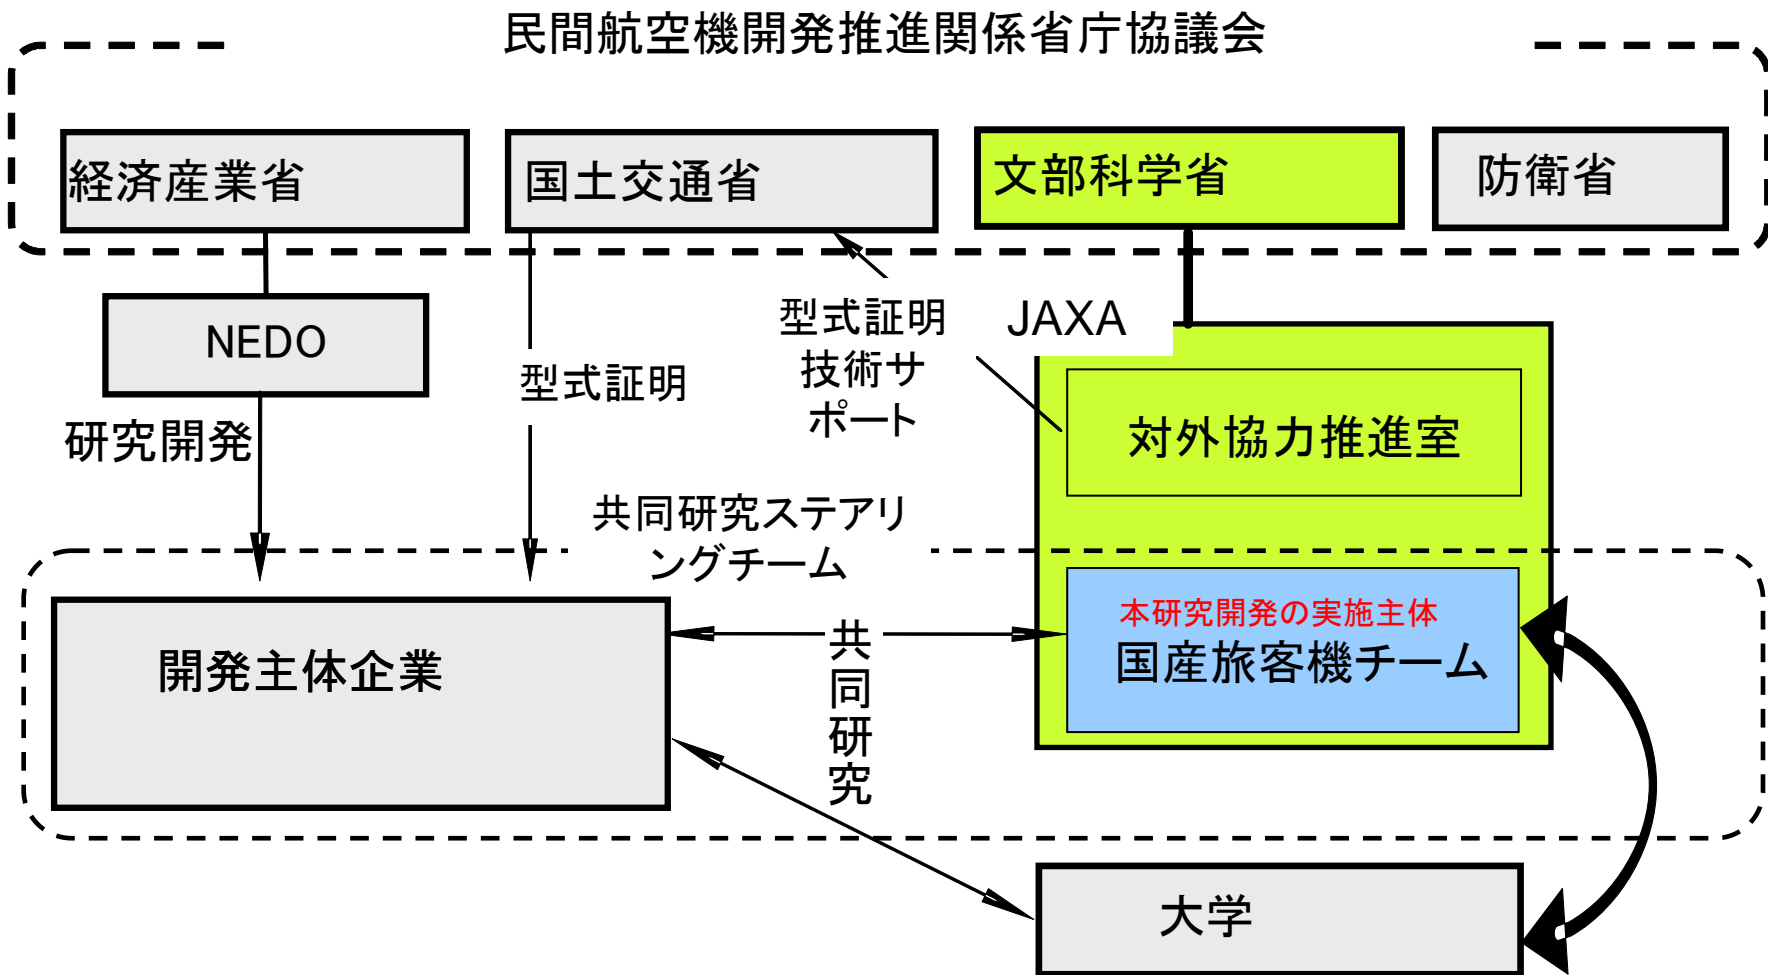 民間航空機開発推進関係省庁協議会
経済産業省
国土交通省
文部科学省
防衛省
NEDO
型式証明
技術サ
ポート
JAXA
型式証明
研究開発
対外協力推進室
共同研究ステアリ
ングチーム
本研究開発の実施主体
国産旅客機チーム
開発主体企業
共
同
研
究
大学